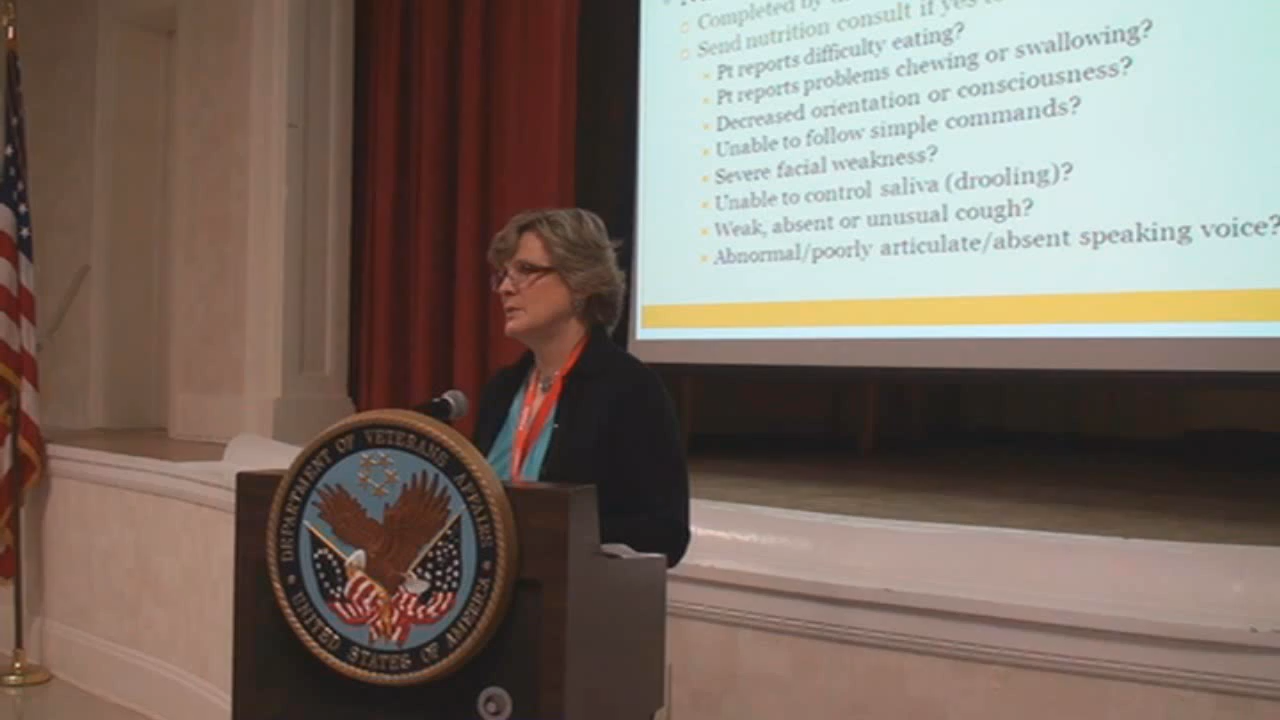 Completed by
Send nutrition consult if yes to
Pt reports difficulty eating?
Pt reports problems chewing or swallowing?
Decreased orientation or consciousness?
Unable to follow simple commands?
Severe facial weakness?
Unable to control saliva (drooling)?
Weak, absent or unusual cough?
Abnormal/poorly articulate/absent speaking voice?
DEPARTMENT OF VETERANS AFFAIRS
UNITED STATES OF AMERICA